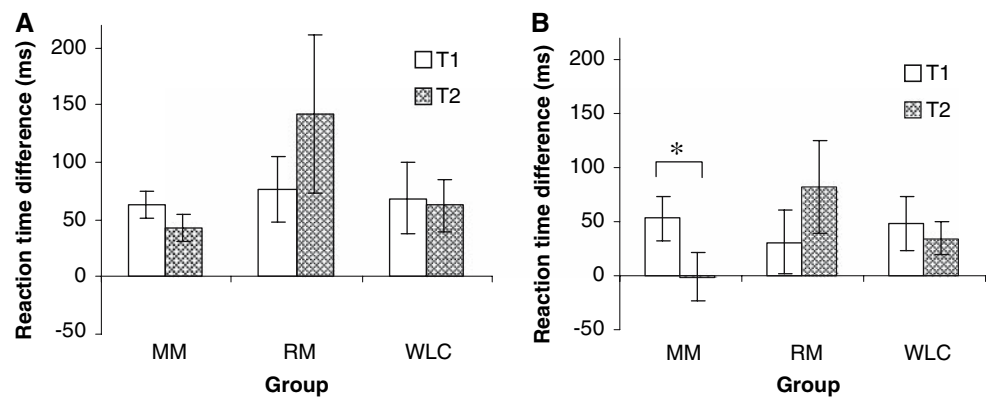 A
Reaction time difference (ms)
200
150
100
50
0
-50
T1
T2
MM RM WLC
Group
B
Reaction time difference (ms)
200
150
100
50
0
-50
T1
T2
*
MM RM WLC
Group